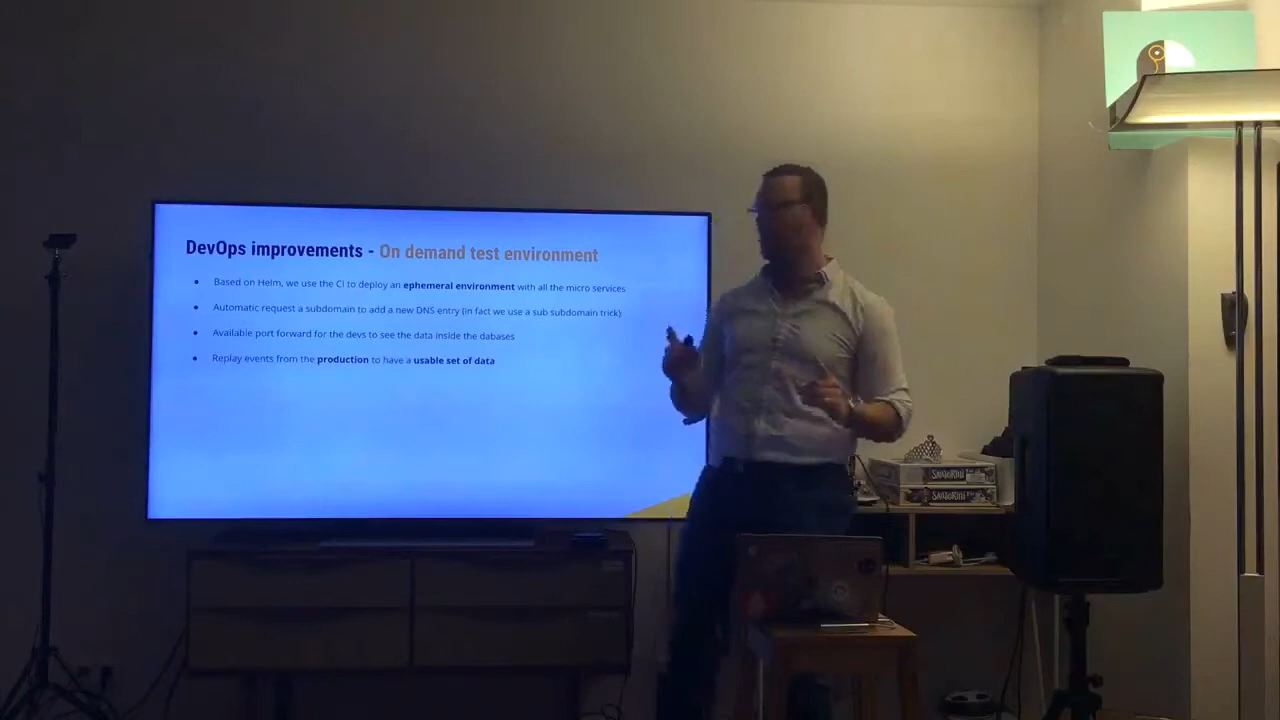 DevOps improvements - On demand test environment
Based on Helm, we use the CI to deploy an ephemeral environment with all the micro services
Automatic request a subdomain to add a new DNS entry (in fact we use a sub subdomain trick)
Available port forward for the devs to see the data inside the dabases
Replay events from the production to have a usable set of data
SANTORINI
SANTORINI